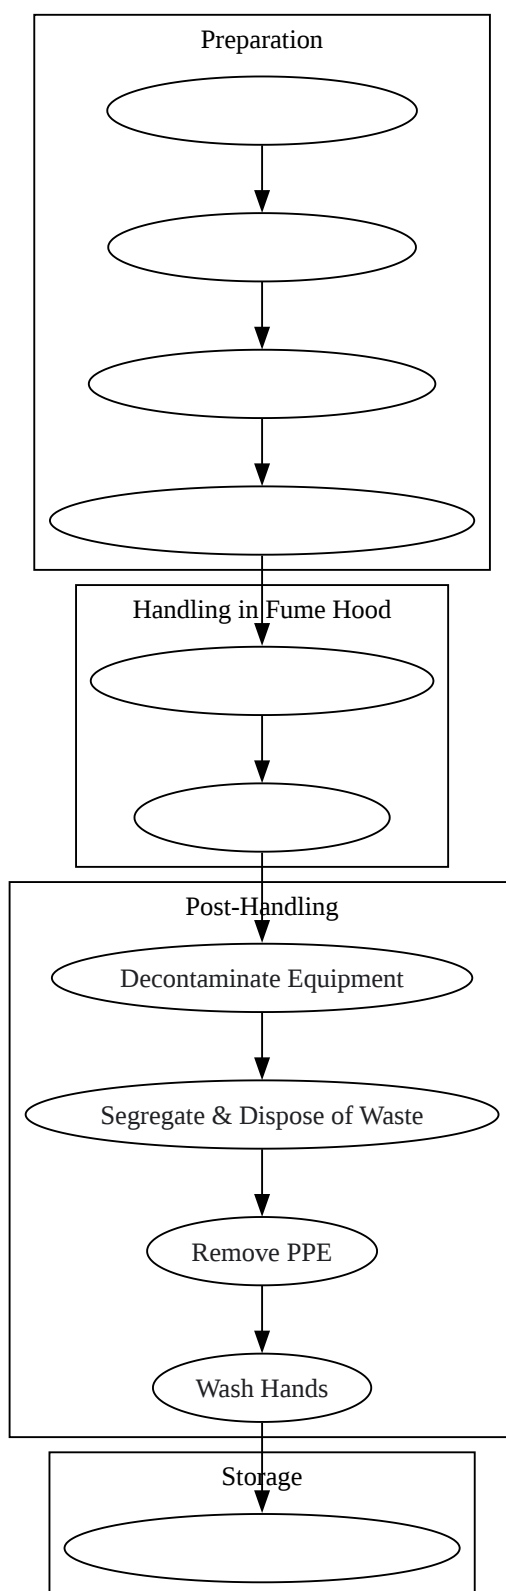 Preparation
Handling in Fume Hood
Post-Handling
Decontaminate Equipment
Segregate & Dispose of Waste
Remove PPE
Wash Hands
Storage